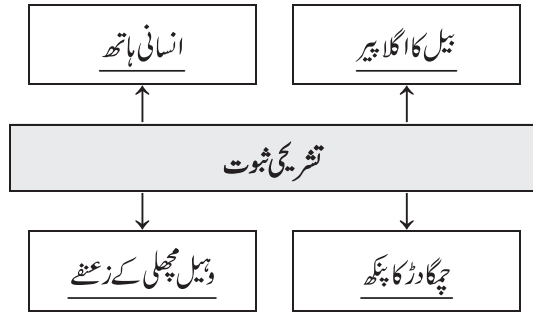 بیل کا اگلا پیر
انسانی ہاتھ
تشریحی ثبوت
چمگادڑ کا پنکھ
وہیل مچھلی کے زعنفے